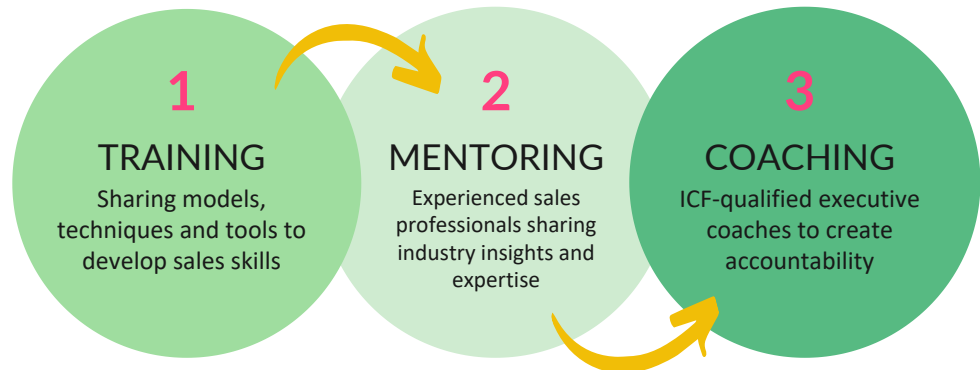 1
TRAINING
Sharing models,
techniques and tools to
develop sales skills
2
MENTORING
Experienced sales
professionals sharing
industry insights and
expertise
3
COACHING
ICF-qualified executive
coaches to create
accountability